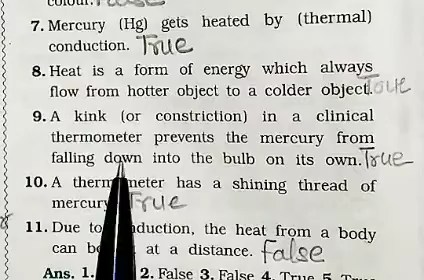 colour. False
7. Mercury (Hg) gets heated by (thermal)
conduction. True
8. Heat is a form of energy which always
flow from hotter object to a colder object. True
9. A kink (or constriction) in a clinical
thermometer prevents the mercury from
falling down into the bulb on its own. True
10. A thermometer has a shining thread of
mercury True
11. Due to nduction, the heat from a body
can b at a distance. False
Ans. 1. 2. False 3. False 4. True 5.